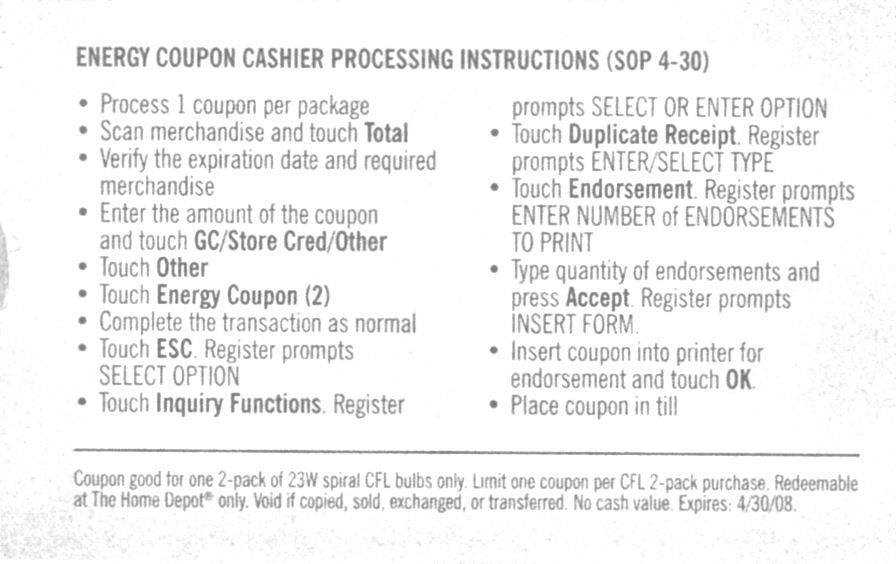 ENERGY COUPON CASHIER PROCESSING INSTRUCTIONS (SOP 4-30)
• Process 1 coupon per package
• Scan merchandise and touch Total
• Verify the expiration date and required
merchandise
• Enter the amount of the coupon
and touch GC/Store Cred/Other
• Touch Other
• Touch Energy Coupon (2)
• Complete the transaction as normal
• Touch ESC. Register prompts
SELECT OPTION
• Touch Inquiry Functions. Register
prompts SELECT OR ENTER OPTION
• Touch Duplicate Receipt. Register
prompts ENTER/SELECT TYPE
• Touch Endorsement. Register prompts
ENTER NUMBER of ENDORSEMENTS
TO PRINT
• Type quantity of endorsements and
press Accept. Register prompts
INSERT FORM.
• Insert coupon into printer for
endorsement and touch OK.
• Place coupon in till
Coupon good for one 2-pack of 23W spiral CFL bulbs only. Limit one coupon per CFL 2-pack purchase. Redeemable
at The Home Depot® only. Void if copied, sold, exchanged, or transferred. No cash value. Expires: 4/30/08.